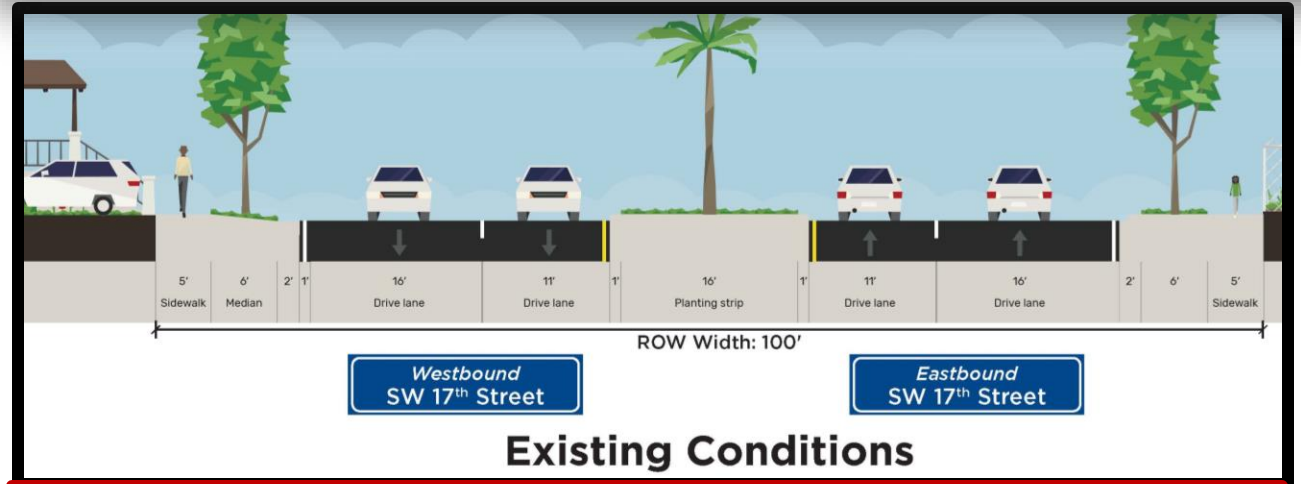 5' 6' 2' 1' 16' 11' 1' 16' 1' 11' 16' 2' 6' 5'
Sidewalk Median Drive lane Drive lane Planting strip Drive lane Drive lane Sidewalk
ROW Width: 100'
Westbound
SW 17th Street
Eastbound
SW 17th Street
Existing Conditions